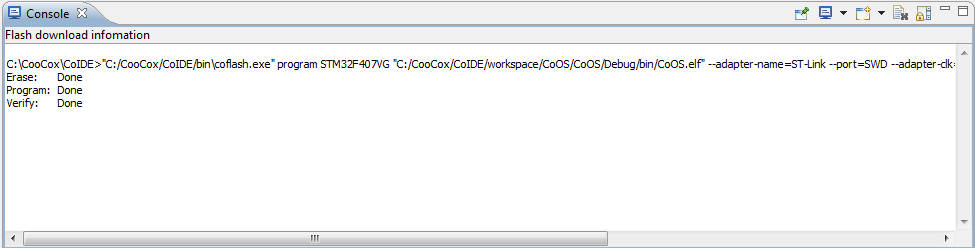 Console
Flash download infomation
C:\CooCox\CoIDE>"C:/CooCox/CoIDE/bin\coflash.exe" program STM32F407VG "C:/CooCox/CoIDE/workspace/CoOS/CoOS/Debug/bin/CoOS.elf" --adapter-name=ST-Link --port=SWD --adapter-clk=
Erase: Done
Program: Done
Verify: Done